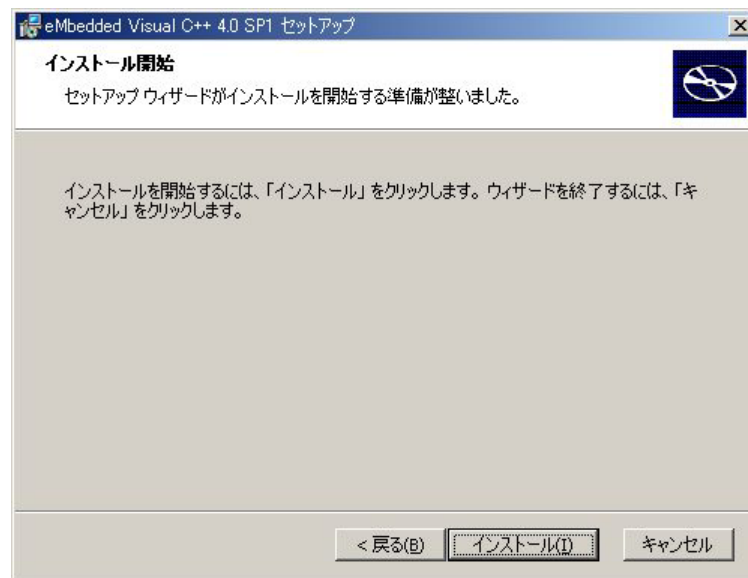 eMbedded Visual C++ 4.0 SP1 セットアップ
インストール開始
セットアップ ウィザードがインストールを開始する準備が整いました。
インストールを開始するには、「インストール」をクリックします。ウィザードを終了するには、「キ
ャンセル」をクリックします。
< 戻る(B) インストール(I) キャンセル